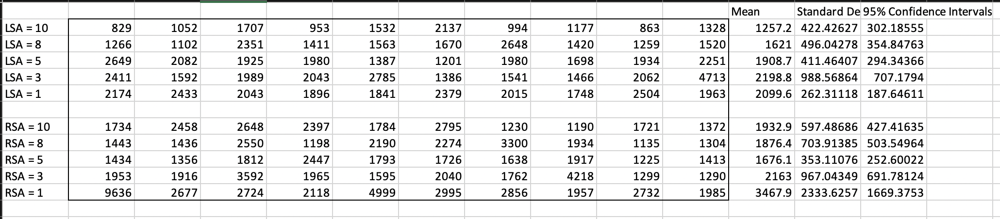 Mean Standard De 95% Confidence Intervals
LSA = 10 829 1052 1707 953 1532 2137 994 1177 863 1328 1257.2 422.42627 302.18555
LSA = 8 1266 1102 2351 1411 1563 1670 2648 1420 1259 1520 1621 496.04278 354.84763
LSA = 5 2649 2082 1925 1980 1387 1201 1980 1698 1934 2251 1908.7 411.46407 294.34366
LSA = 3 2411 1592 1989 2043 2785 1386 1541 1466 2062 4713 2198.8 988.56864 707.1794
LSA = 1 2174 2433 2043 1896 1841 2379 2015 1748 2504 1963 2099.6 262.31118 187.64611
RSA = 10 1734 2458 2648 2397 1784 2795 1230 1190 1721 1372 1932.9 597.48686 427.41635
RSA = 8 1443 1436 2550 1198 2190 2274 3300 1934 1135 1304 1876.4 703.91385 503.54964
RSA = 5 1434 1356 1812 2447 1793 1726 1638 1917 1225 1413 1676.1 353.11076 252.60022
RSA = 3 1953 1916 3592 1965 1595 2040 1762 4218 1299 1290 2163 967.04349 691.78124
RSA = 1 9636 2677 2724 2118 4999 2995 2856 1957 2732 1985 3467.9 2333.6257 1669.3753